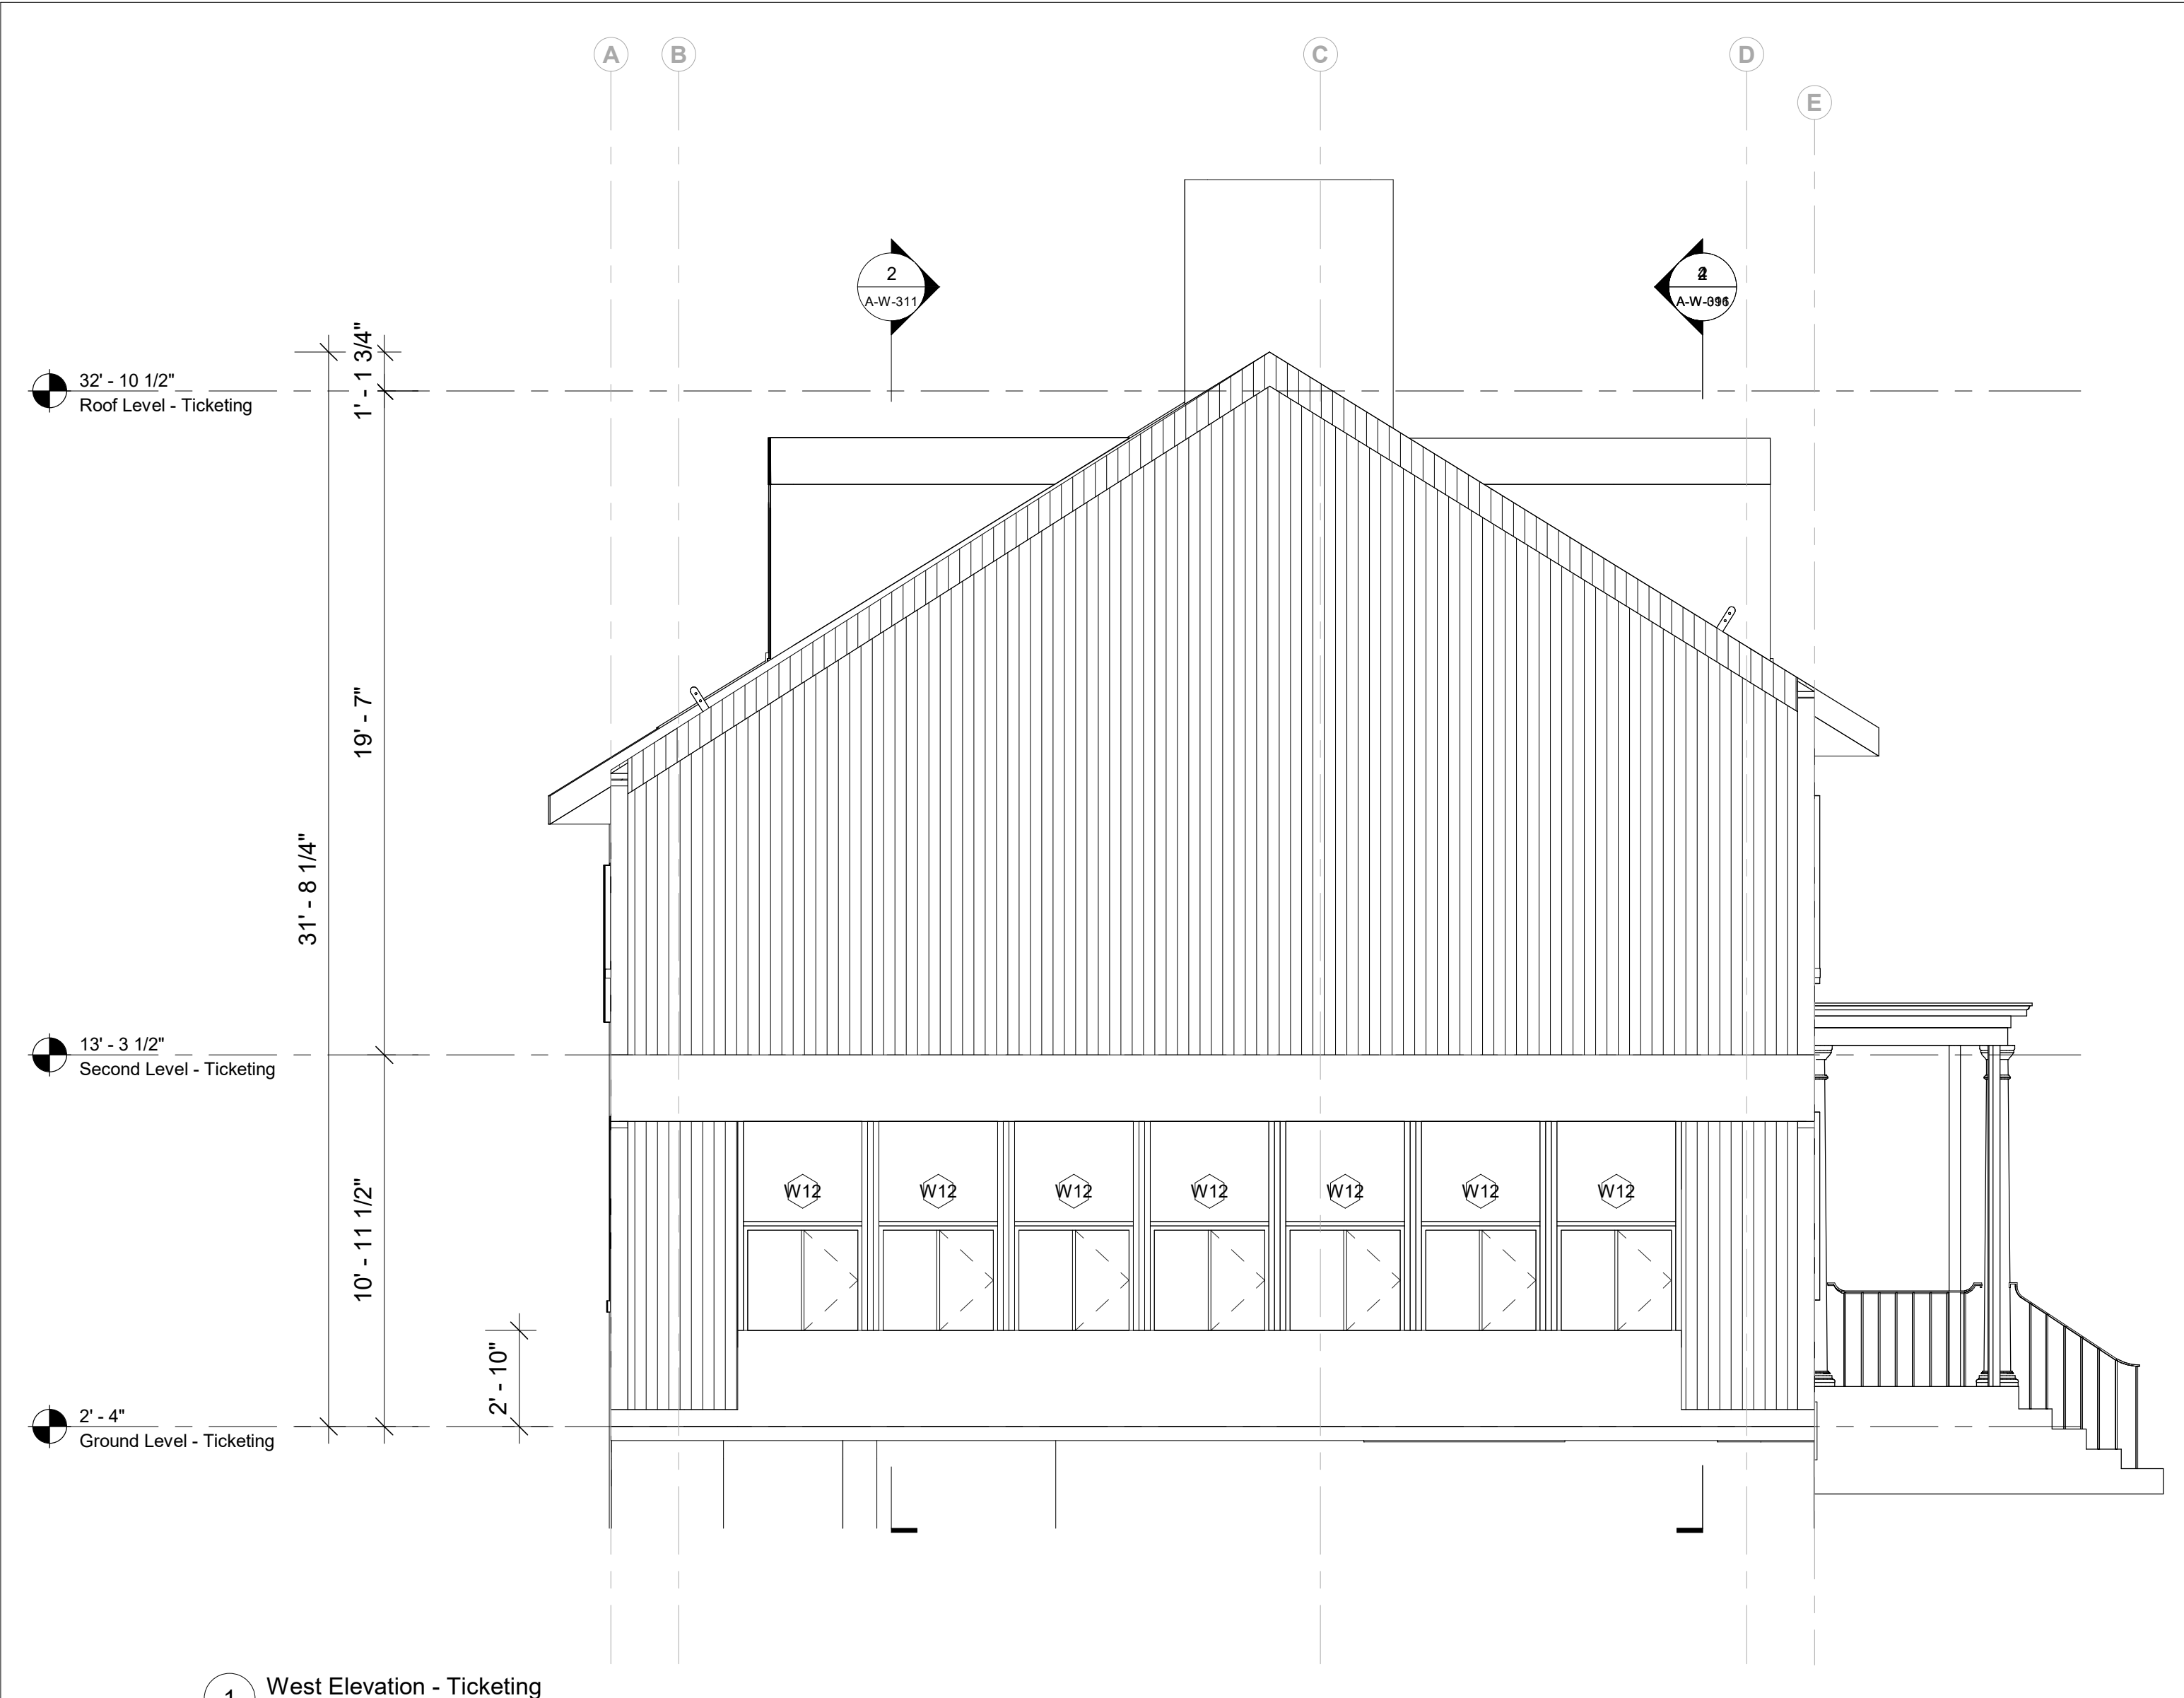 A
B
C
D
E
2
A-W-311
1' - 1 3/4"
32' - 10 1/2"
Roof Level - Ticketing
19' - 7"
31' - 8 1/4"
13' - 3 1/2"
Second Level - Ticketing
10' - 11 1/2"
W12
W12
W12
W12
W12
W12
W12
2' - 10"
2' - 4"
Ground Level - Ticketing
1
West Elevation - Ticketing